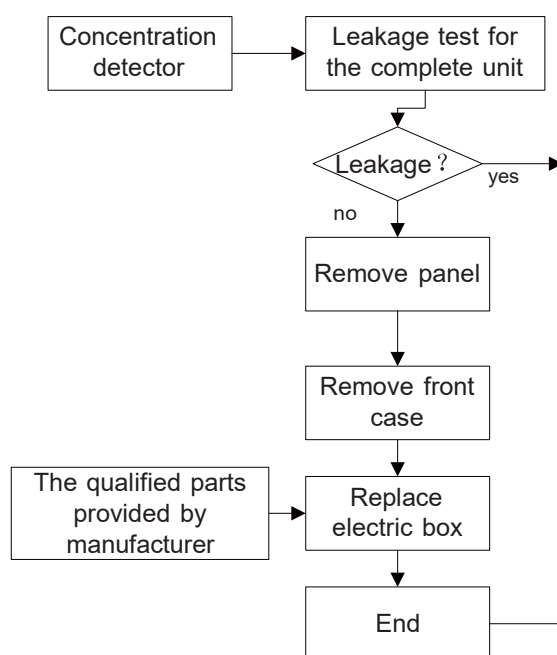 Concentration
detector
Leakage test for
the complete unit
Leakage？
yes
no
Remove panel
Remove front
case
The qualified parts
provided by
manufacturer
Replace
electric box
End